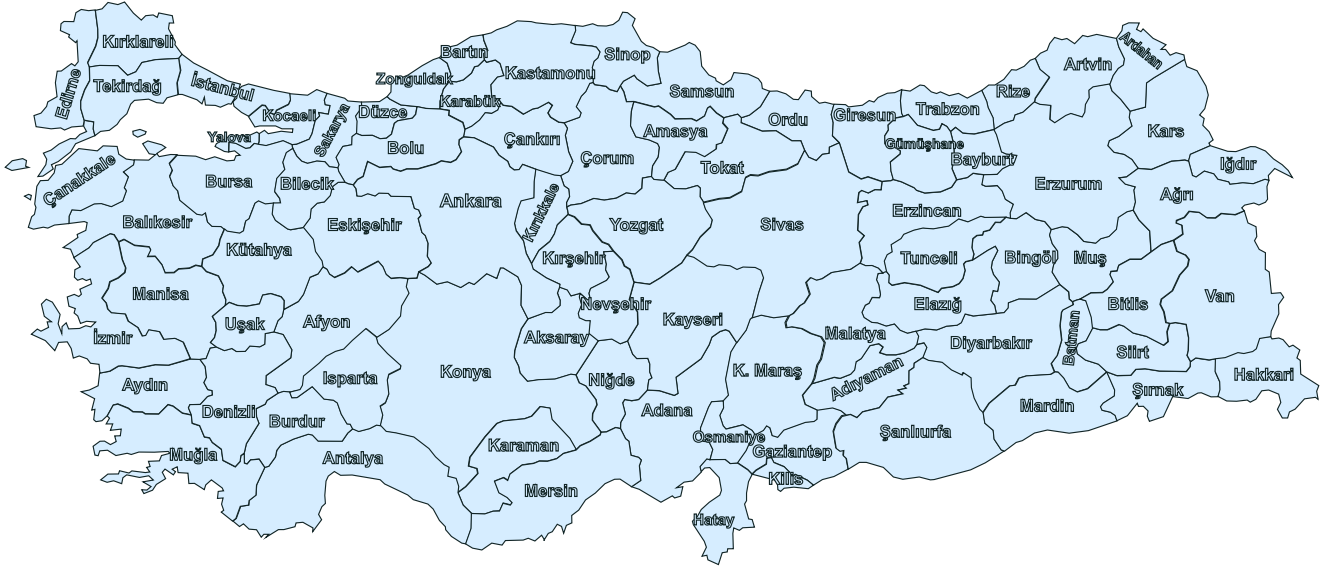 Kırklareli
Edirne
Tekirdağ
İstanbul
Kocaeli
Yalova
Sakarya
Düzce
Zonguldak
Bartın
Karabük
Kastamonu
Sinop
Samsun
Ordu
Giresun
Trabzon
Rize
Artvin
Ardahan
Kars
Iğdır
Ağrı
Erzurum
Bayburt
Gümüşhane
Tokat
Amasya
Çorum
Çankırı
Bolu
Bilecik
Bursa
Çanakkale
Balıkesir
Kütahya
Eskişehir
Ankara
Kırıkkale
Yozgat
Sivas
Erzincan
Tunceli
Bingöl
Muş
Bitlis
Van
Kırşehir
Nevşehir
Kayseri
Malatya
Elazığ
Diyarbakır
Batman
Siirt
Şırnak
Hakkari
Manisa
İzmir
Uşak
Afyon
Aksaray
Konya
Isparta
Aydın
Denizli
Burdur
Muğla
Antalya
Karaman
Mersin
Niğde
Adana
K. Maraş
Adıyaman
Mardin
Şanlıurfa
Osmaniye
Gaziantep
Kilis
Hatay